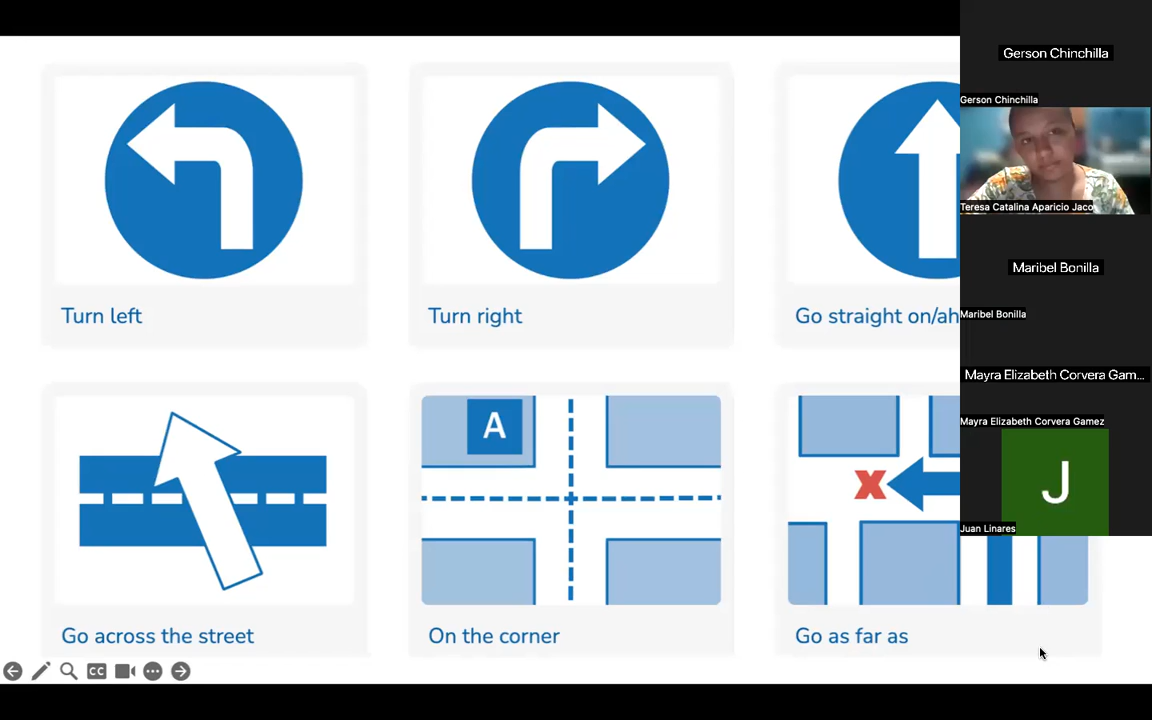 Turn left
Turn right
Go straight on/ah
A
X
Go across the street
On the corner
Go as far as
CC
Gerson Chinchilla
Gerson Chinchilla
Teresa Catalina Aparicio Jaco
Maribel Bonilla
Maribel Bonilla
Mayra Elizabeth Corvera Gam...
Mayra Elizabeth Corvera Gamez
J
Juan Linares